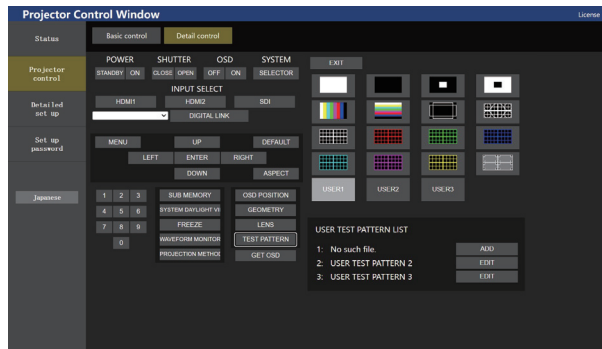 Projector Control Window
License
Status
Projector control
Detailed set up
Set up password
Japanese
Basic control
Detail control
POWER
SHUTTER
OSD
SYSTEM
STANDBY
ON
CLOSE
OPEN
OFF
ON
SELECTOR
INPUT SELECT
HDMI1
HDMI2
SDI
DIGITAL LINK
MENU
UP
DEFAULT
LEFT
ENTER
RIGHT
DOWN
ASPECT
1 2 3
4 5 6
7 8 9
0
SUB MEMORY
SYSTEM DAYLIGHT VI
FREEZE
WAVEFORM MONITOR
PROJECTION METHOD
OSD POSITION
GEOMETRY
LENS
TEST PATTERN
GET OSD
EXIT
USER1
USER2
USER3
USER TEST PATTERN LIST
1: No such file. ADD
2: USER TEST PATTERN 2 EDIT
3: USER TEST PATTERN 3 EDIT